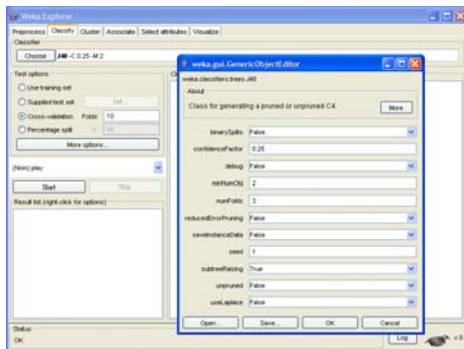 Weka Explorer
Preprocess Classify Cluster Associate Select attributes Visualize
Classifier
Choose J48 -C 0.25 -M 2
Test options
Use training set
Supplied test set Set...
Cross-validation Folds 10
Percentage split % 66
More options...
(Nom) play
Start Stop
Result list (right-click for options)
Status
OK
Log x 0
weka.gui.GenericObjectEditor
weka.classifiers.trees.J48
About
Class for generating a pruned or unpruned C4.
More
binarySplits False
confidenceFactor 0.25
debug False
minNumObj 2
numFolds 3
reducedErrorPruning False
saveInstanceData False
seed 1
subtreeRaising True
unpruned False
useLaplace False
Open... Save... OK Cancel